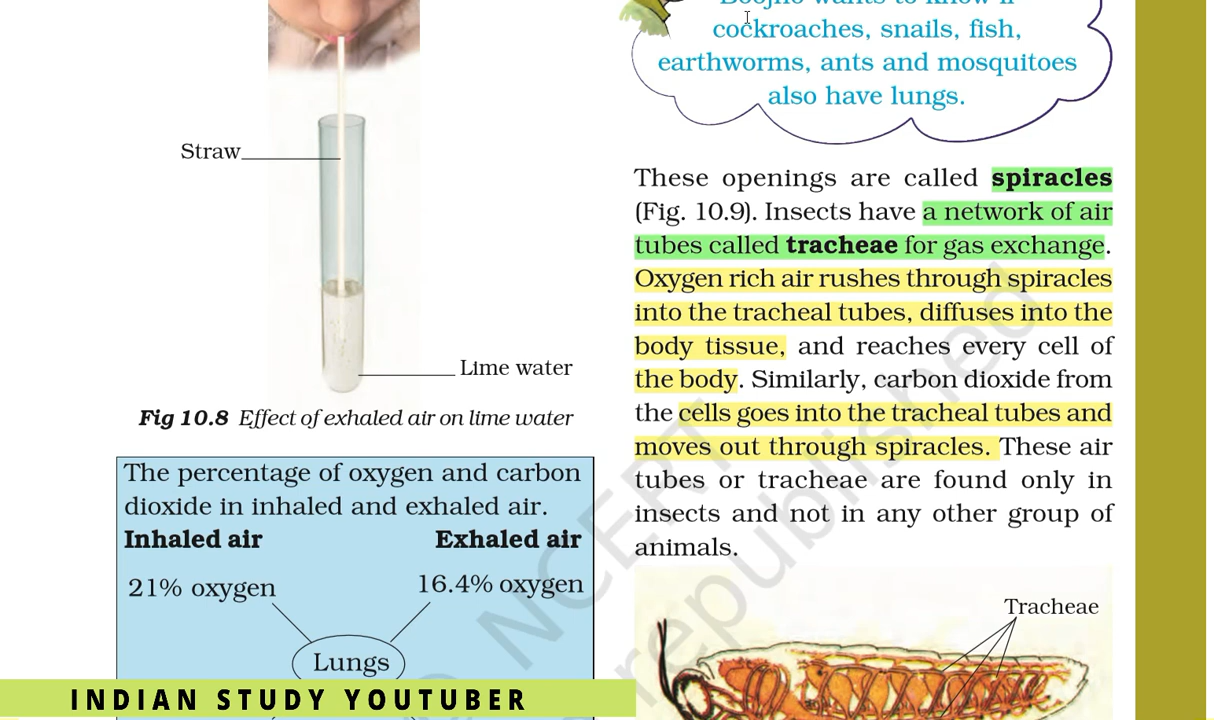 Straw
Lime water
Fig 10.8 Effect of exhaled air on lime water
The percentage of oxygen and carbon
dioxide in inhaled and exhaled air.
Inhaled air Exhaled air
21% oxygen 16.4% oxygen
Lungs
INDIAN STUDY YOUTUBER
wants to know if
cockroaches, snails, fish,
earthworms, ants and mosquitoes
also have lungs.
These openings are called spiracles
(Fig. 10.9). Insects have a network of air
tubes called tracheae for gas exchange.
Oxygen rich air rushes through spiracles
into the tracheal tubes, diffuses into the
body tissue, and reaches every cell of
the body. Similarly, carbon dioxide from
the cells goes into the tracheal tubes and
moves out through spiracles. These air
tubes or tracheae are found only in
insects and not in any other group of
animals.
Tracheae
NCERT
republished